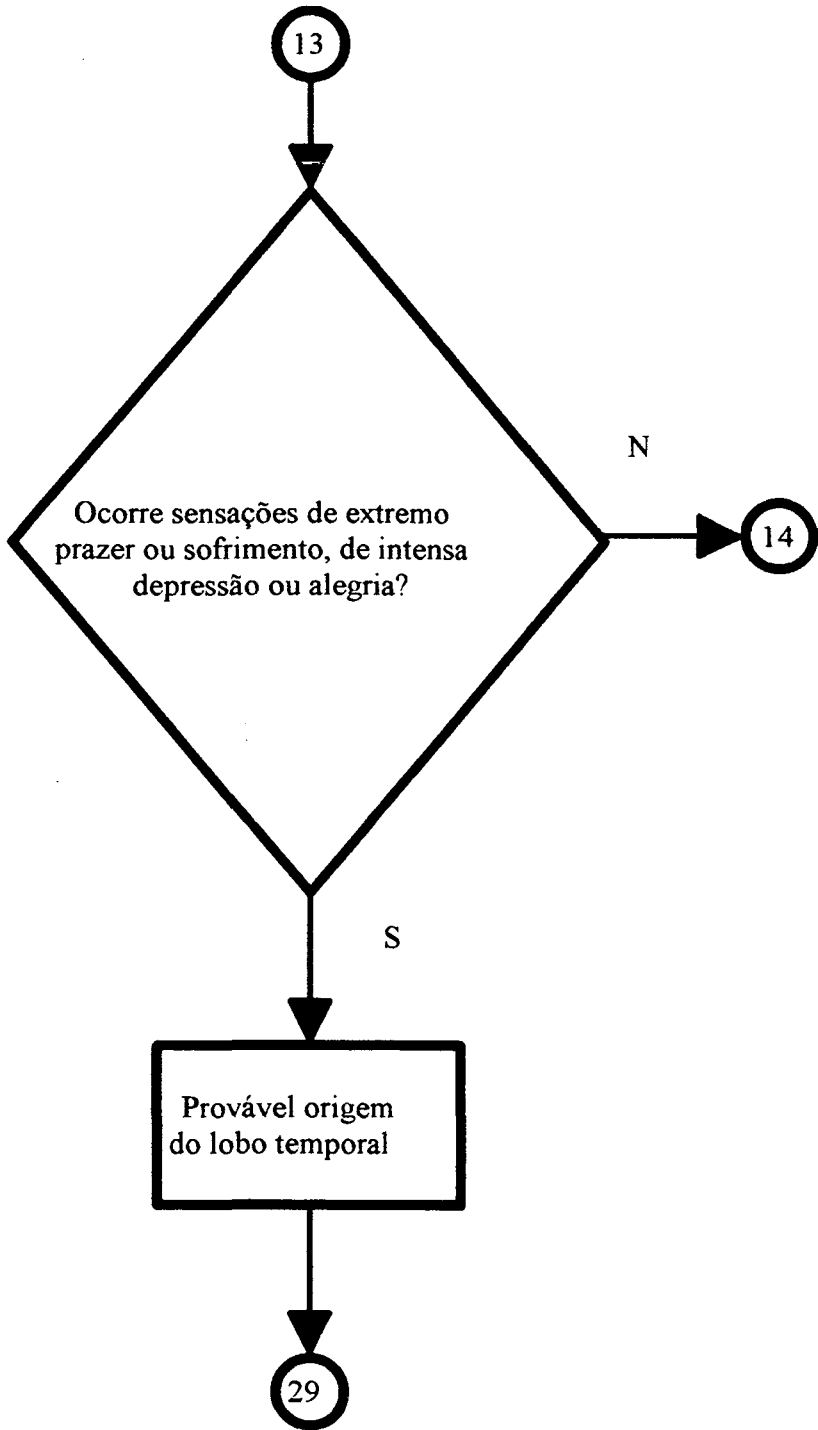 13
N
Ocorre sensações de extremo
prazer ou sofrimento, de intensa
depressão ou alegria?
14
S
Provável origem
do lobo temporal
29